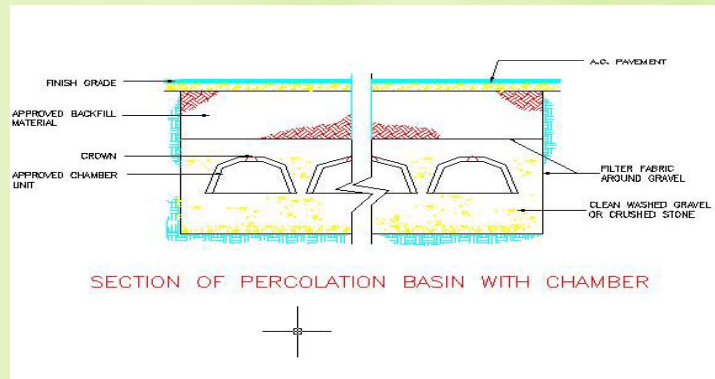 A.C. PAVEMENT
FINISH GRADE
APPROVED BACKFILL
MATERIAL
CROWN
APPROVED CHAMBER
UNIT
FILTER FABRIC
AROUND GRAVEL
CLEAN WASHED GRAVEL
OR CRUSHED STONE
SECTION OF PERCOLATION BASIN WITH CHAMBER